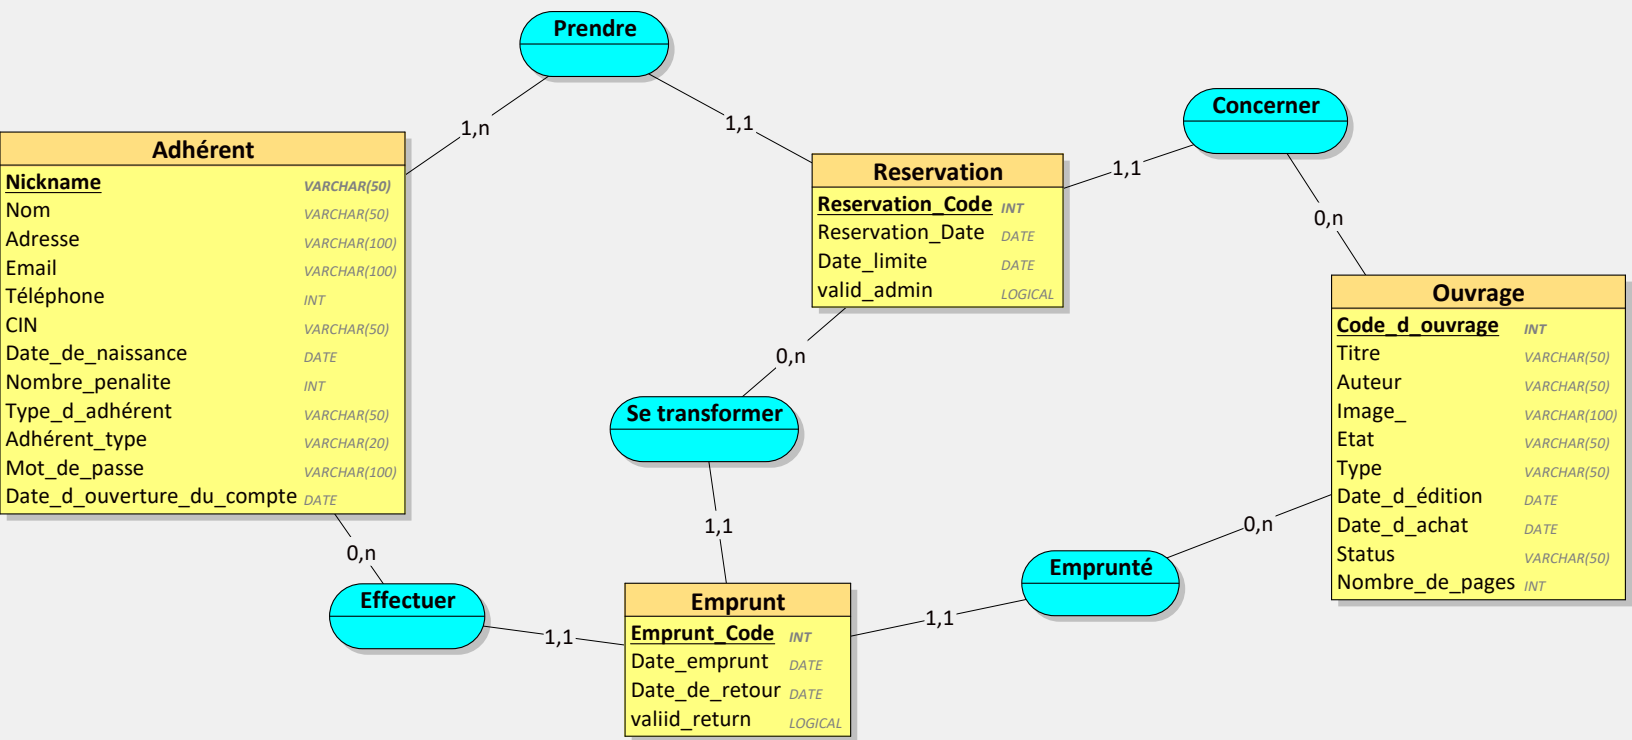 Prendre
1,n
1,1
Concerner
1,1
0,n
Adhérent
Nickname VARCHAR(50)
Nom VARCHAR(50)
Adresse VARCHAR(100)
Email VARCHAR(100)
Téléphone INT
CIN VARCHAR(50)
Date_de_naissance DATE
Nombre_penalite INT
Type_d_adhérent VARCHAR(50)
Adhérent_type VARCHAR(20)
Mot_de_passe VARCHAR(100)
Date_d_ouverture_du_compte DATE
Reservation
Reservation_Code INT
Reservation_Date DATE
Date_limite DATE
valid_admin LOGICAL
Ouvrage
Code_d_ouvrage INT
Titre VARCHAR(50)
Auteur VARCHAR(50)
Image_ VARCHAR(100)
Etat VARCHAR(50)
Type VARCHAR(50)
Date_d_édition DATE
Date_d_achat DATE
Status VARCHAR(50)
Nombre_de_pages INT
0,n
Se transformer
1,1
0,n
Effectuer
1,1
Emprunt
Emprunt_Code INT
Date_emprunt DATE
Date_de_retour DATE
valiid_return LOGICAL
1,1
Emprunté
0,n